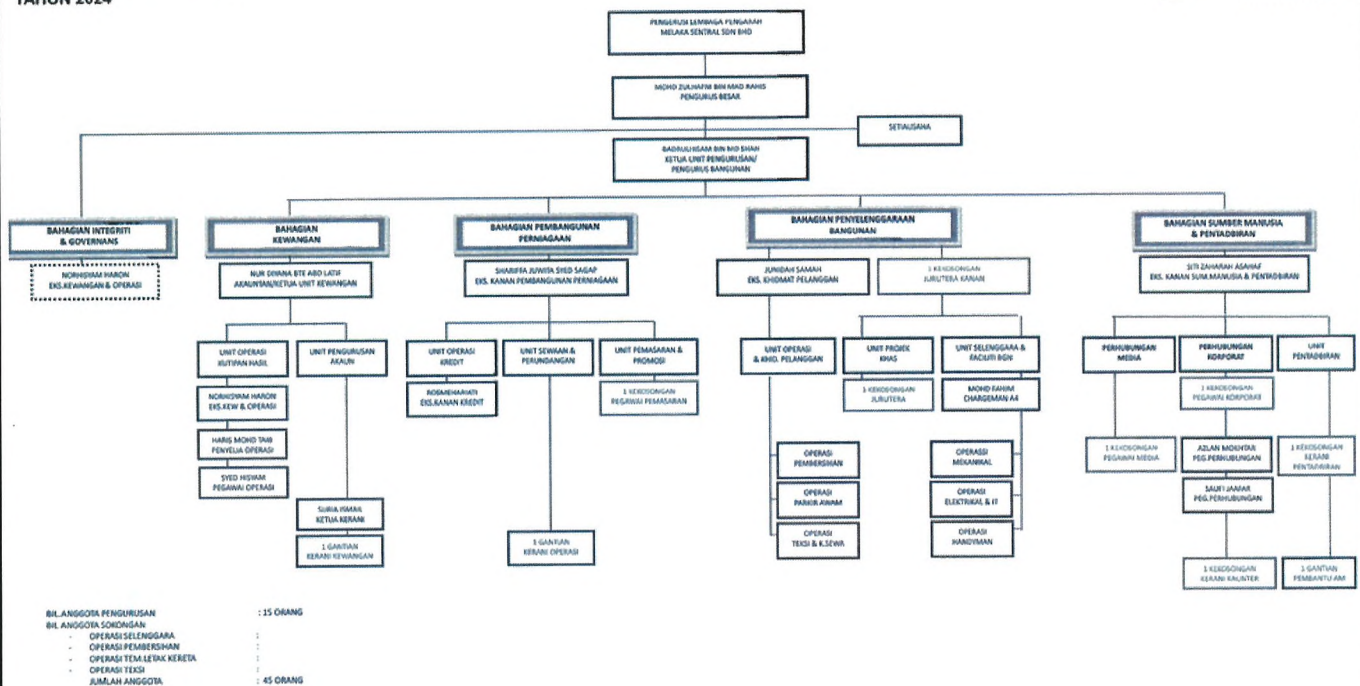 TAHUN 2024
PENGERUSI LEMBAGA PENGARAH
MELAKA SENTRAL SDN BHD
MOHD ZULHAFNI BIN MAD RAHIS
PENGURUS BESAR
SETIAUSAHA
BADRULHISAM BIN MD SHAH
KETUA UNIT PENGURUSAN/
PENGURUS BANGUNAN
BAHAGIAN INTEGRITI
& GOVERNANS
NORHISYAM HARON
EKS.KEWANGAN & OPERASI
BAHAGIAN
KEWANGAN
NUR DIYANA BTE ABD LATIF
AKAUNTAN/KETUA UNIT KEWANGAN
UNIT OPERASI
KUTIPAN HASIL
NORHISYAM HARON
EKS.KEW & OPERASI
HARIS MOHD TAIB
PENYELIA OPERASI
SYED HISYAM
PEGAWAI OPERASI
UNIT PENGURUSAN
AKAUN
SURIA ISMAIL
KETUA KERANI
1 GANTIAN
KERANI KEWANGAN
BAHAGIAN PEMBANGUNAN
PERNIAGAAN
SHARIFFA JUWITA SYED SAGAP
EKS. KANAN PEMBANGUNAN PERNIAGAAN
UNIT OPERASI
KREDIT
ROSMEHARIATI
EKS.KANAN KREDIT
UNIT SEWAAN &
PERUNDANGAN
1 GANTIAN
KERANI OPERASI
UNIT PEMASARAN &
PROMOSI
1 KEKOSONGAN
PEGAWAI PEMASARAN
BAHAGIAN PENYELENGGARAAN
BANGUNAN
JUNIDAH SAMAH
EKS. KHIDMAT PELANGGAN
1 KEKOSONGAN
JURUTERA KANAN
UNIT OPERASI
& KHID. PELANGGAN
OPERASI
PEMBERSIHAN
OPERASI
PARKIR AWAM
OPERASI
TEKSI & K.SEWA
UNIT PROJEK
KHAS
1 KEKOSONGAN
JURUTERA
UNIT SELENGGARA &
FACILITI BGN
MOHD FAHIM
CHARGEMAN A4
OPERASSI
MEKANIKAL
OPERASI
ELEKTRIKAL & IT
OPERASI
HANDYMAN
BAHAGIAN SUMBER MANUSIA
& PENTADBIRAN
SITI ZAHARAH ASAHAF
EKS. KANAN SUM.MANUSIA & PENTADBIRAN
PERHUBUNGAN
MEDIA
1 KEKOSONGAN
PEGAWAI MEDIA
PERHUBUNGAN
KORPORAT
1 KEKOSONGAN
PEGAWAI KORPORAT
AZLAN MOKHTAR
PEG.PERHUBUNGAN
SAUFI JAAFAR
PEG.PERHUBUNGAN
1 KEKOSONGAN
KERANI KAUNTER
UNIT
PENTADBIRAN
1 KEKOSONGAN
KERANI
PENTADBIRAN
1 GANTIAN
PEMBANTU AM
BIL.ANGGOTA PENGURUSAN : 15 ORANG
BIL ANGGOTA SOKONGAN
- OPERASI SELENGGARA :
- OPERASI PEMBERSIHAN :
- OPERASI TEM.LETAK KERETA :
- OPERASI TEKSI :
JUMLAH ANGGOTA : 45 ORANG